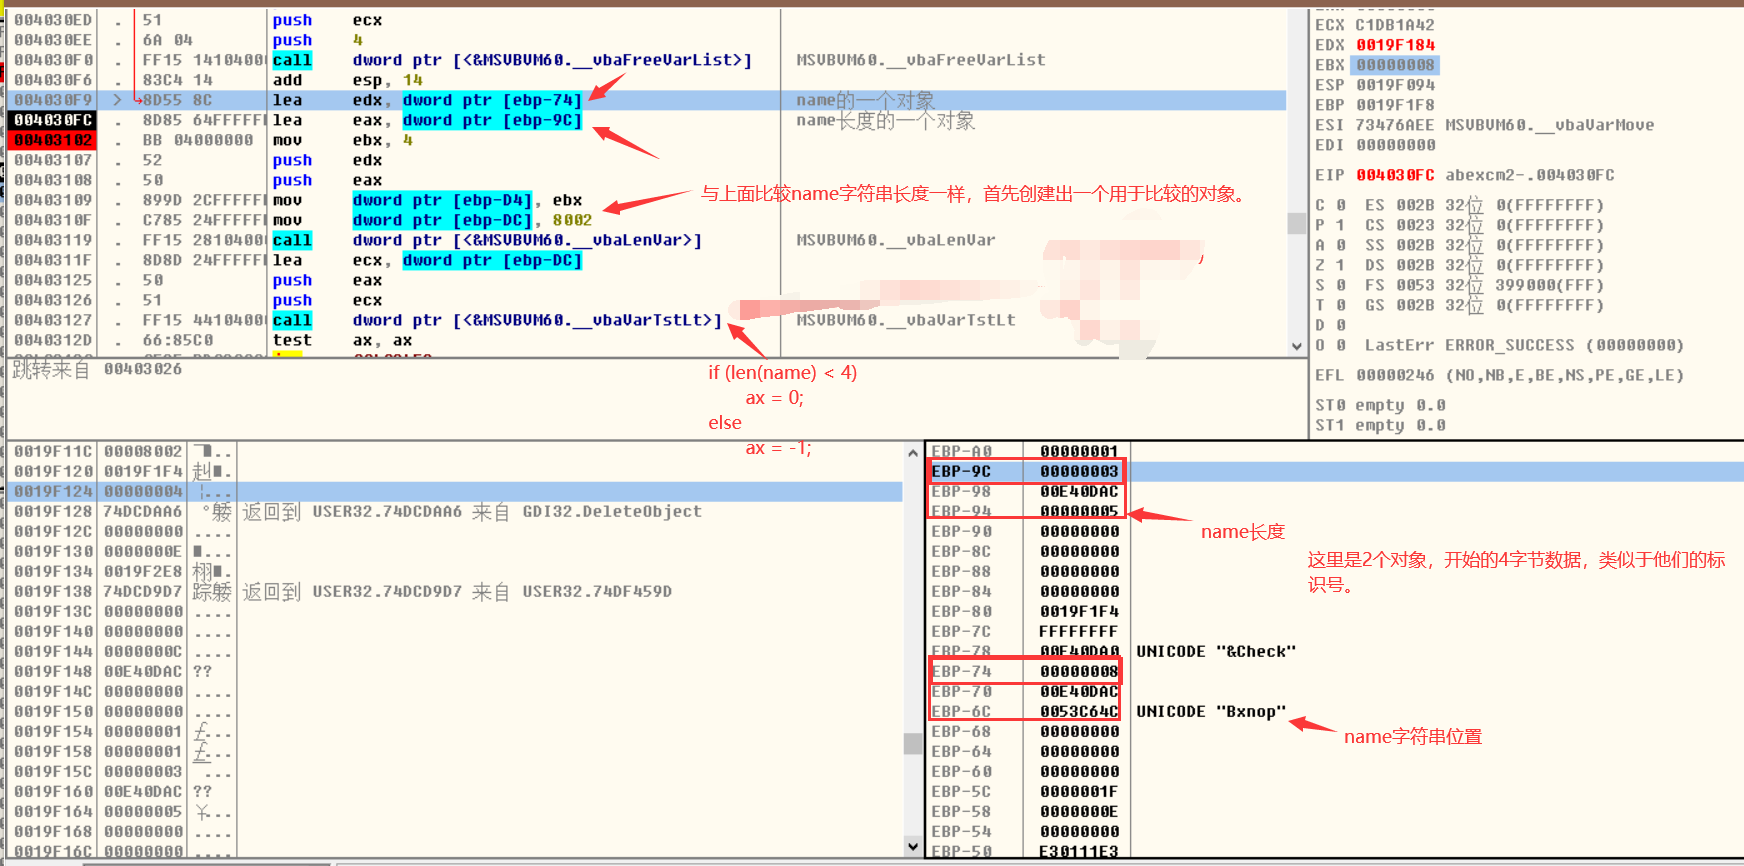 004030ED . 51 push ecx
004030EE . 6A 04 push 4
004030F0 . FF15 14104000 call dword ptr [<&MSVBVM60.__vbaFreeVarList>] MSVBVM60.__vbaFreeVarList
004030F6 . 83C4 14 add esp, 14
004030F9 > 8D55 8C lea edx, dword ptr [ebp-74] name的一个对象
004030FC . 8D85 64FFFFFF lea eax, dword ptr [ebp-9C] name长度的一个对象
00403102 . BB 04000000 mov ebx, 4
00403107 . 52 push edx
00403108 . 50 push eax
00403109 . 899D 2CFFFFFF mov dword ptr [ebp-D4], ebx
0040310F . C785 24FFFFFF mov dword ptr [ebp-DC], 8002
00403119 . FF15 28104000 call dword ptr [<&MSVBVM60.__vbaLenVar>] MSVBVM60.__vbaLenVar
0040311F . 8D8D 24FFFFFF lea ecx, dword ptr [ebp-DC]
00403125 . 50 push eax
00403126 . 51 push ecx
00403127 . FF15 44104000 call dword ptr [<&MSVBVM60.__vbaVarTstLt>] MSVBVM60.__vbaVarTstLt
0040312D . 66:85C0 test ax, ax
与上面比较name字符串长度一样，首先创建出一个用于比较的对象。
if (len(name) < 4)
ax = 0;
else
ax = -1;
跳转来自 00403026
ECX C1DB1A42
EDX 0019F184
EBX 00000008
ESP 0019F094
EBP 0019F1F8
ESI 73476AEE MSVBVM60.__vbaVarMove
EDI 00000000
EIP 004030FC abexcm2-.004030FC
C 0 ES 002B 32位 0(FFFFFFFF)
P 1 CS 0023 32位 0(FFFFFFFF)
A 0 SS 002B 32位 0(FFFFFFFF)
Z 1 DS 002B 32位 0(FFFFFFFF)
S 0 FS 0053 32位 399000(FFF)
T 0 GS 002B 32位 0(FFFFFFFF)
D 0
O 0 LastErr ERROR_SUCCESS (00000000)
EFL 00000246 (NO,NB,E,BE,NS,PE,GE,LE)
ST0 empty 0.0
ST1 empty 0.0
0019F11C 00008002
0019F120 0019F1F4
0019F124 00000004
0019F128 74DCDAA6 返回到 USER32.74DCDAA6 来自 GDI32.DeleteObject
0019F12C 00000000 ....
0019F130 0000000E
0019F134 0019F2E8
0019F138 74DCD9D7 返回到 USER32.74DCD9D7 来自 USER32.74DF459D
0019F13C 00000000 ....
0019F140 00000000 ....
0019F144 0000000C ....
0019F148 00E40DAC ??
0019F14C 00000000 ....
0019F150 00000000 ....
0019F154 00000001
0019F158 00000001
0019F15C 00000003 ...
0019F160 00E40DAC ??
0019F164 00000005
0019F168 00000000 ....
0019F16C 00000000 ....
EBP-A0 00000001
EBP-9C 00000003
EBP-98 00E40DAC
EBP-94 00000005
EBP-90 00000000
EBP-8C 00000000
EBP-88 00000000
EBP-84 00000000
EBP-80 0019F1F4
EBP-7C FFFFFFFF
EBP-78 00E40DA0 UNICODE "&Check"
EBP-74 00000008
EBP-70 00E40DAC
EBP-6C 0053C64C UNICODE "Bxnop"
EBP-68 00000000
EBP-64 00000000
EBP-60 00000000
EBP-5C 0000001F
EBP-58 0000000E
EBP-54 00000000
EBP-50 E30111E3
name长度
这里是2个对象，开始的4字节数据，类似于他们的标
识号。
name字符串位置